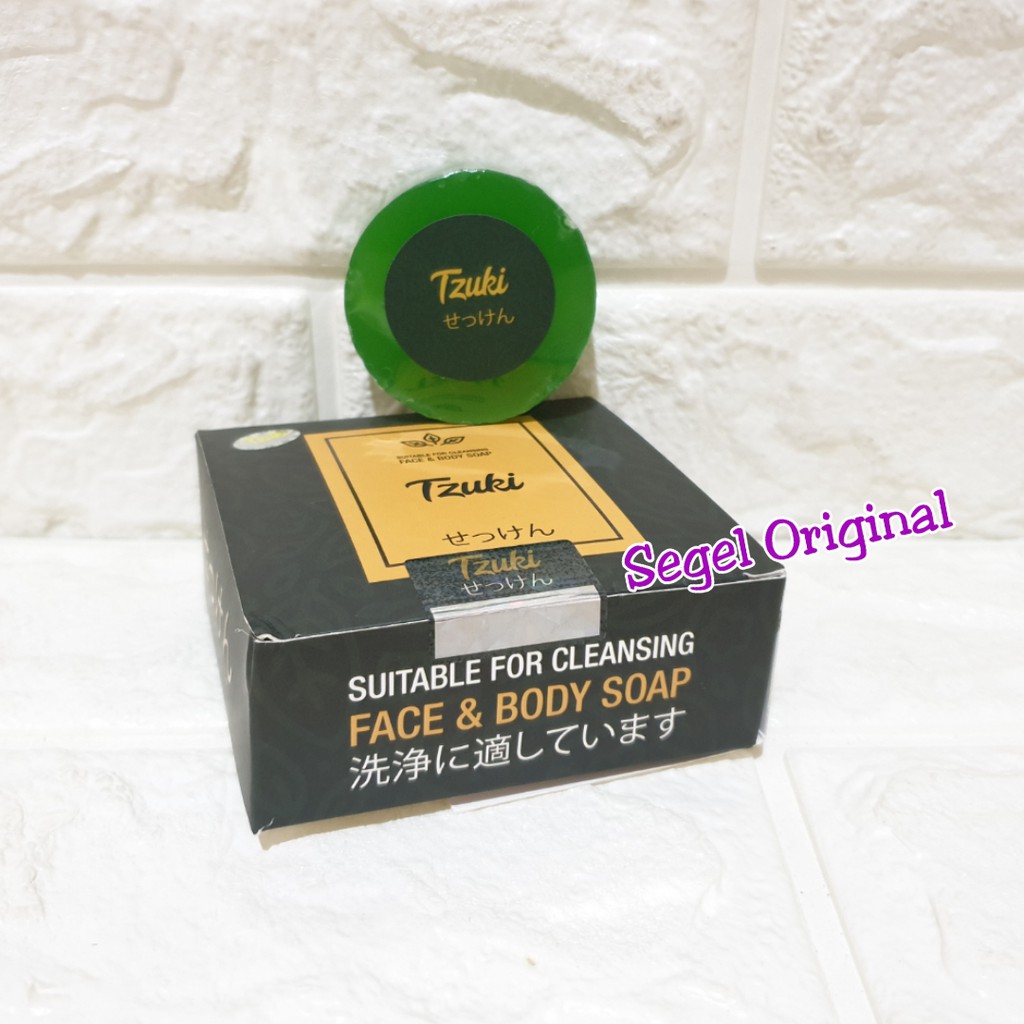 Tzuki
せっけん
SUITABLE FOR CLEANSING
FACE & BODY SOAP
Tzuki
せっけん
Tzuki
せっけん
Segel Original
SUITABLE FOR CLEANSING
FACE & BODY SOAP
洗浄に適しています